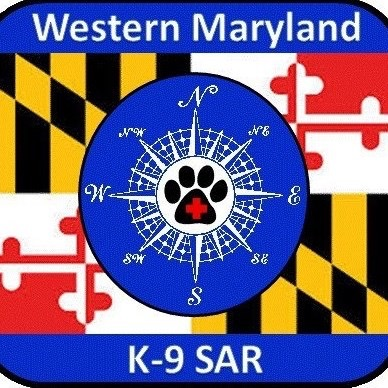 Western Maryland
N
NW NE
W E
SW SE
S
K-9 SAR